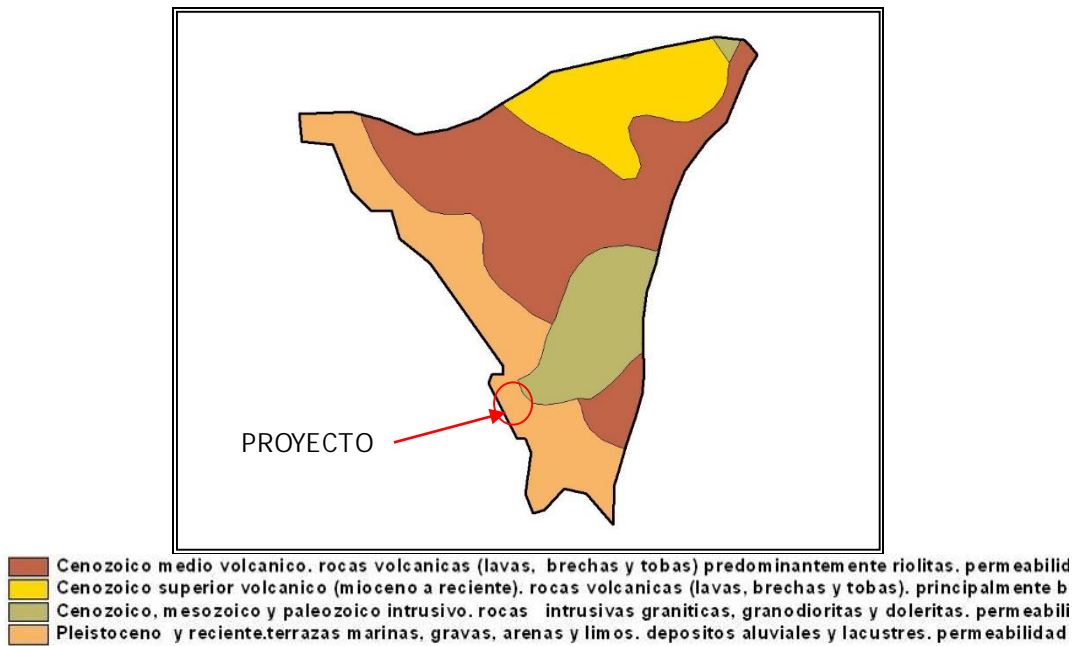 PROYECTO
Cenozoico medio volcanico. rocas volcanicas (lavas, brechas y tobas) predominantemente riolitas. permeabilid
Cenozoico superior volcanico (mioceno a reciente). rocas volcanicas (lavas, brechas y tobas). principalmente b
Cenozoico, mesozoico y paleozoico intrusivo. rocas intrusivas graniticas, granodioritas y doleritas. permeabili
Pleistoceno y reciente.terrazas marinas, gravas, arenas y limos. depositos aluviales y lacustres. permeabilidad